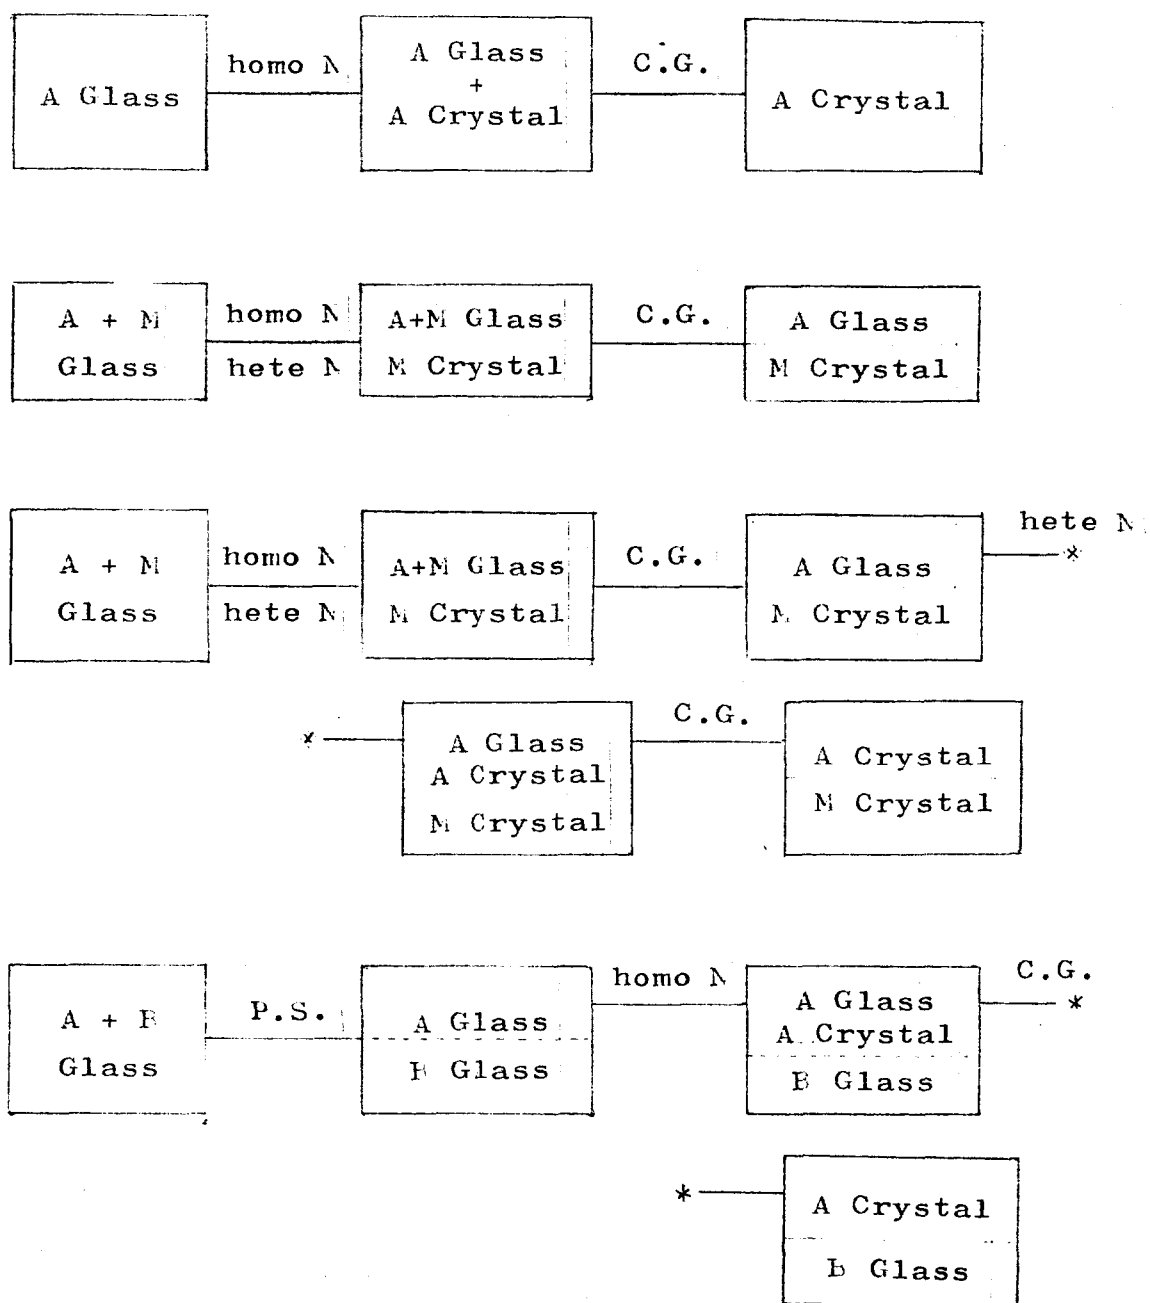 A Glass
homo N
A Glass
+
A Crystal
C.G.
A Crystal
A + M
Glass
homo N
hete N
A+M Glass
M Crystal
C.G.
A Glass
M Crystal
A + M
Glass
homo N
hete N
A+M Glass
M Crystal
C.G.
A Glass
M Crystal
hete N
*
*
A Glass
A Crystal
M Crystal
C.G.
A Crystal
M Crystal
A + B
Glass
P.S.
A Glass
B Glass
homo N
A Glass
A Crystal
B Glass
C.G.
*
*
A Crystal
B Glass